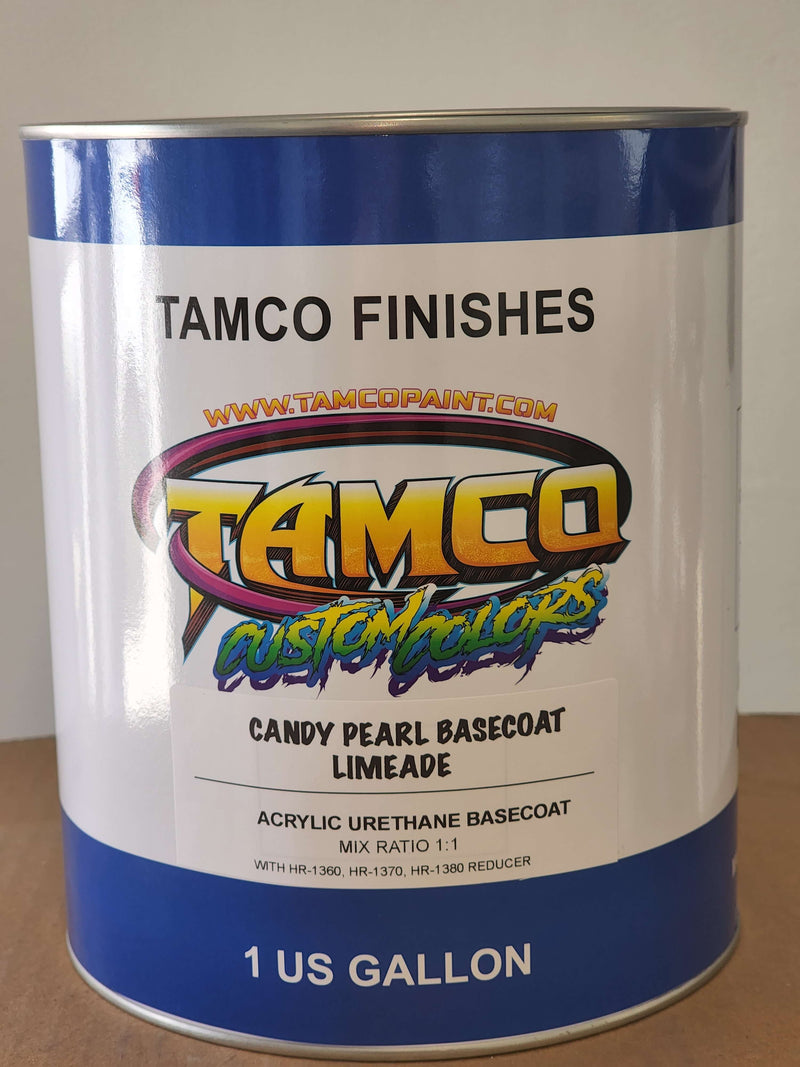 TAMCO FINISHES
WWW.TAMCOPAINT.COM
TAMCO
CUSTOM COLORS
CANDY PEARL BASECOAT
LIMEADE
ACRYLIC URETHANE BASECOAT
MIX RATIO 1:1
WITH HR-1360, HR-1370, HR-1380 REDUCER
1 US GALLON